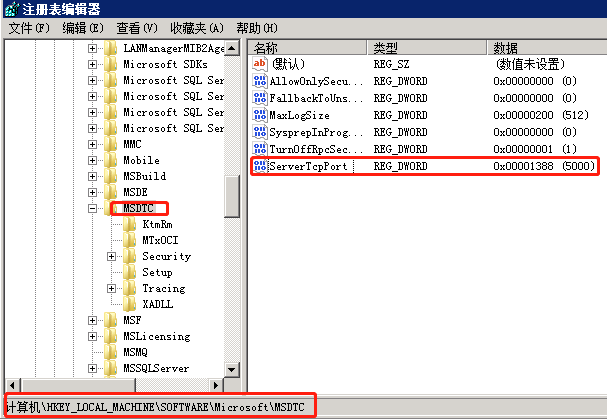 注册表编辑器
文件(F) 编辑(E) 查看(V) 收藏夹(A) 帮助(H)
LANManagerMIB2Age
Microsoft SDKs
Microsoft SQL Ser
Microsoft SQL Ser
Microsoft SQL Ser
Microsoft SQL Ser
MMC
Mobile
MSBuild
MSDE
MSDTC
KtmRm
MTxOCI
Security
Setup
Tracing
XADLL
MSF
MSLicensing
MSMQ
MSSQLServer
名称 类型 数据
(默认) REG_SZ (数值未设置)
AllowOnlySecu... REG_DWORD 0x00000000 (0)
FallbackToUns... REG_DWORD 0x00000000 (0)
MaxLogSize REG_DWORD 0x00000200 (512)
SysprepInProg... REG_DWORD 0x00000000 (0)
TurnOffRpcSec... REG_DWORD 0x00000001 (1)
ServerTcpPort REG_DWORD 0x00001388 (5000)
计算机\HKEY_LOCAL_MACHINE\SOFTWARE\Microsoft\MSDTC